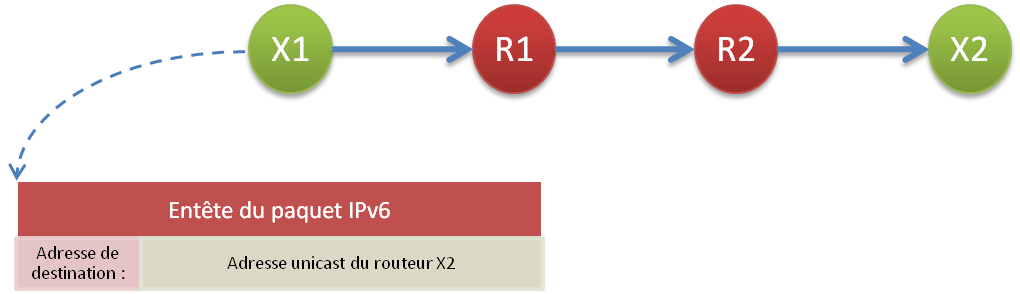 X1
R1
R2
X2
Entête du paquet IPv6
Adresse de
destination :
Adresse unicast du routeur X2